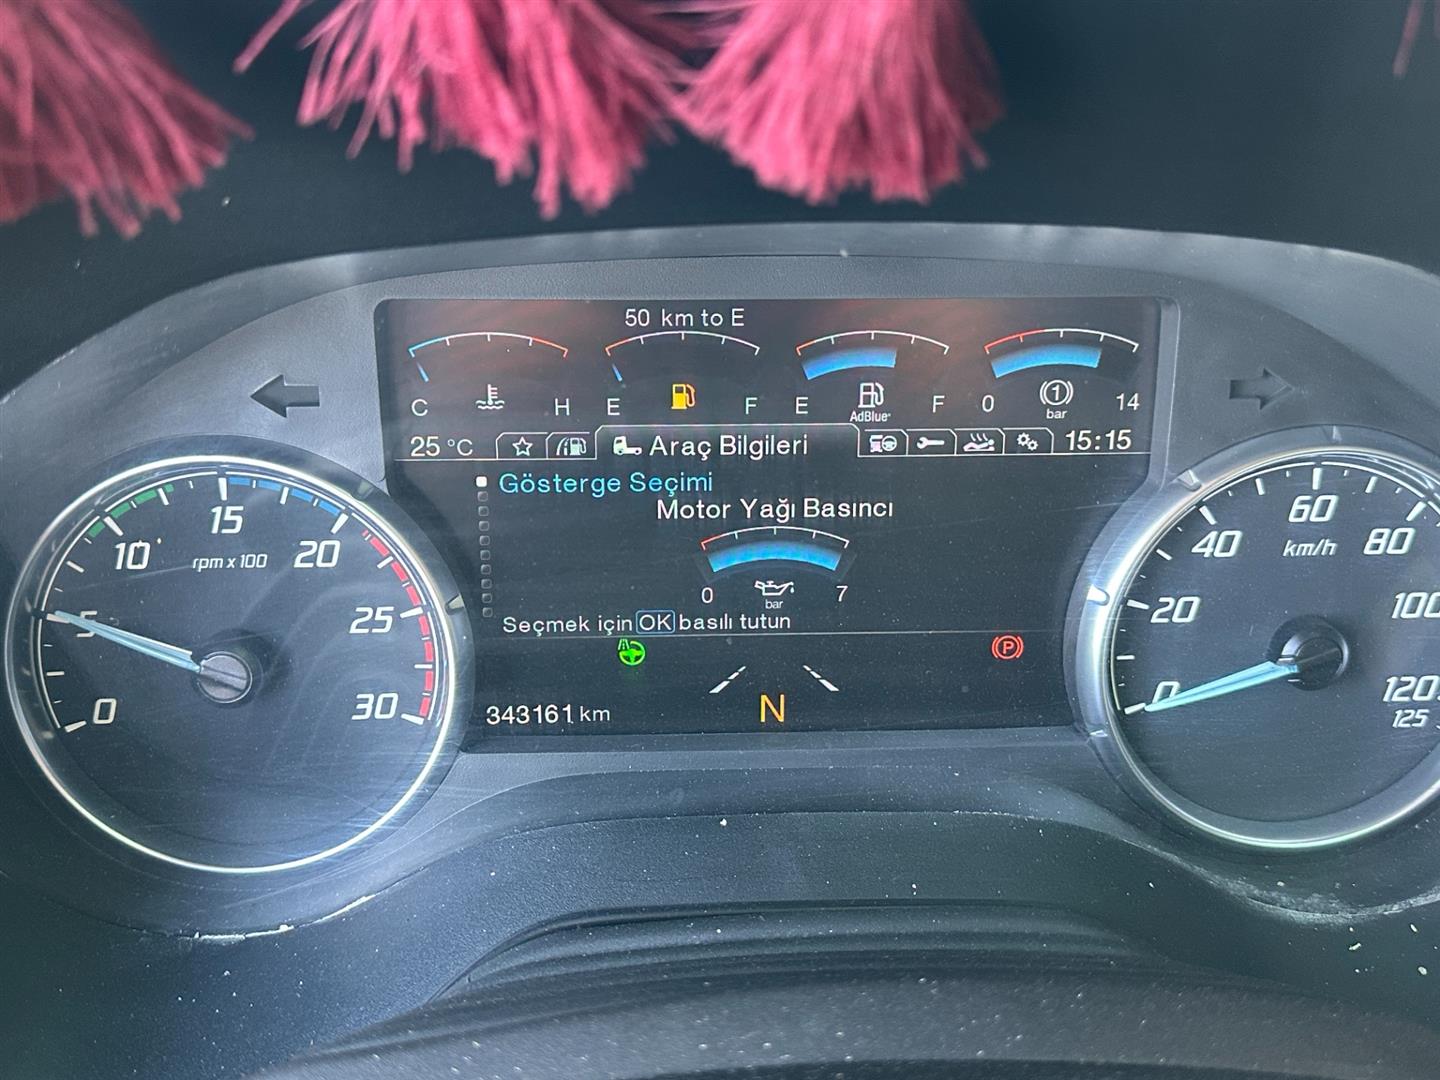 50 km to E
C H E F E AdBlue F 0 1 bar 14
25 °C Araç Bilgileri 15:15
Gösterge Seçimi
Motor Yağı Basıncı
0 bar 7
Seçmek için OK basılı tutun
P
343161 km N
0 5 10 15 20 25 30
rpm x 100
0 20 40 60 80 100 120 125
km/h